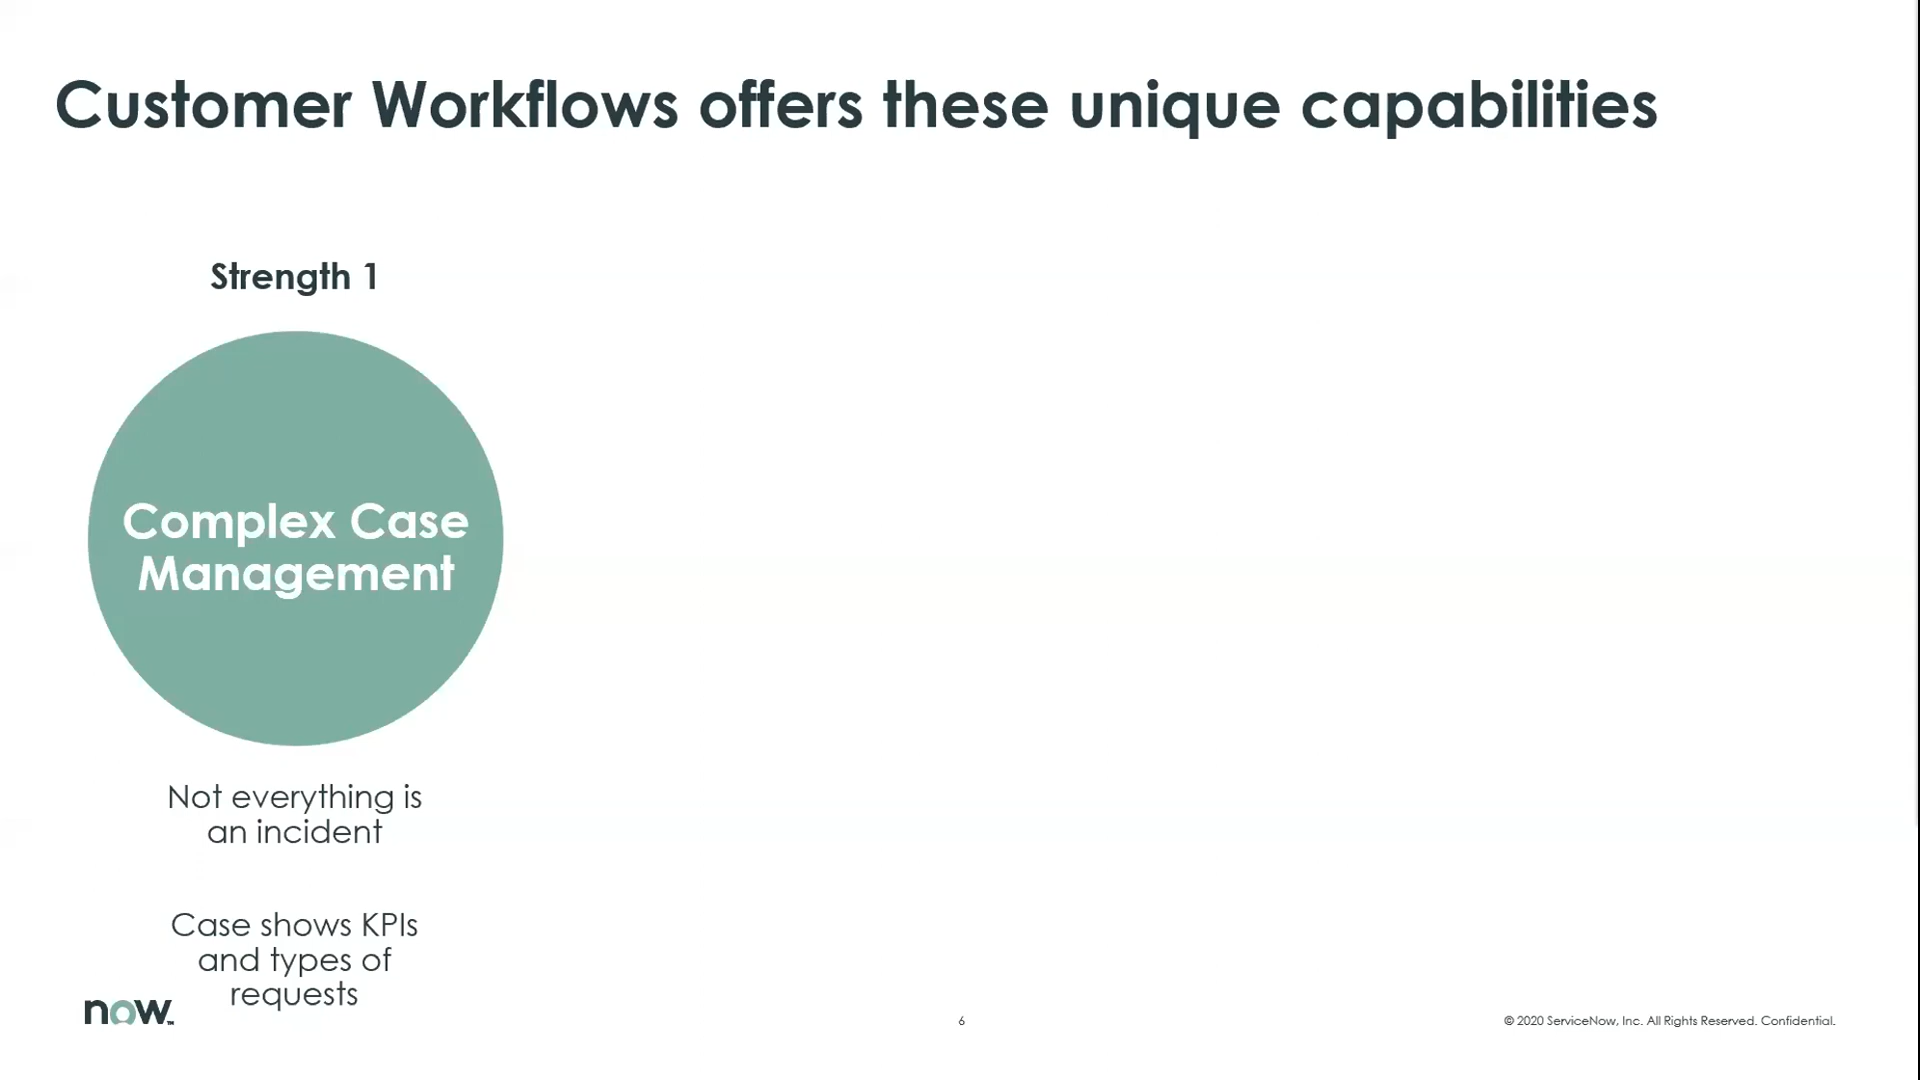 Customer Workflows offers these unique capabilities
Strength 1
Complex Case
Management
Not everything is
an incident
Case shows KPIs
and types of
requests
now™
6
© 2020 ServiceNow, Inc. All Rights Reserved. Confidential.